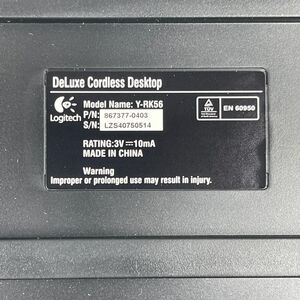 DeLuxe Cordless Desktop
Logitech
Model Name: Y-RK56
P/N: 867377-0403
S/N: LZS40750514
TÜV
EN 60950
RATING:3V⎓10mA
MADE IN CHINA
Warning
Improper or prolonged use may result in injury.